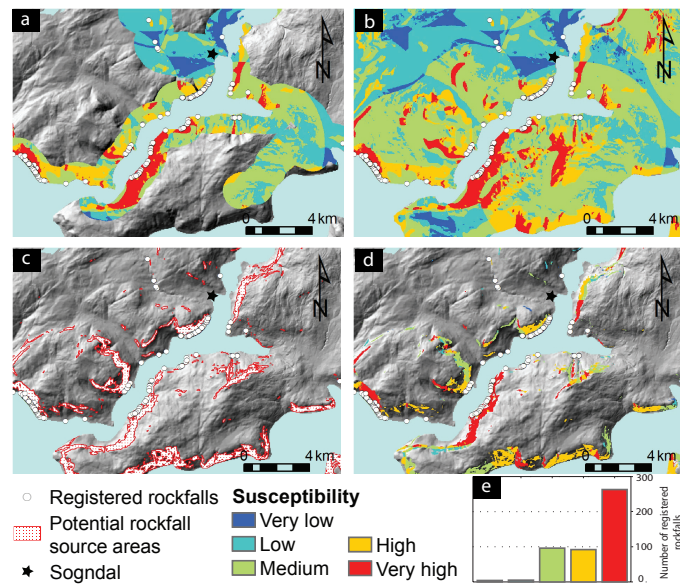 a
N
0 4 km
b
N
0 4 km
c
N
0 4 km
d
N
0 4 km
Registered rockfalls
Potential rockfall
source areas
Sogndal
Susceptibility
Very low
Low
Medium
High
Very high
e
300
200
100
0
Number of registered
rockfalls